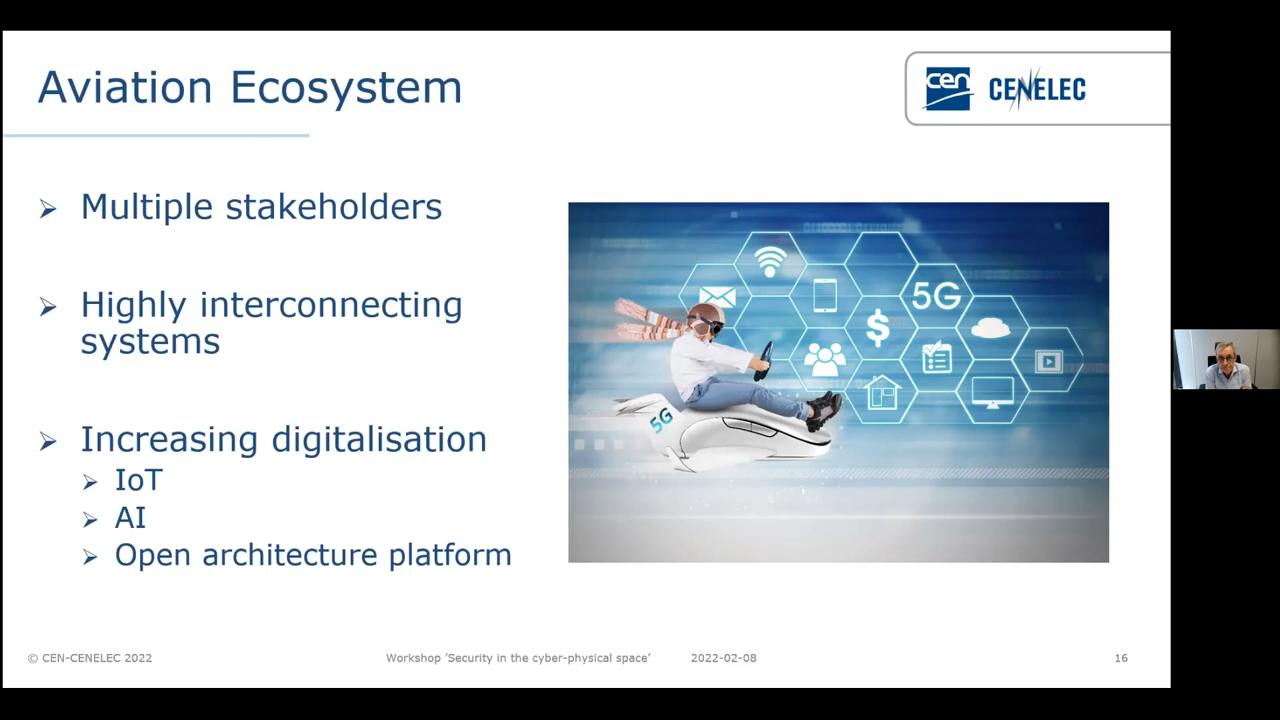 Aviation Ecosystem
cen
CENELEC
Multiple stakeholders
Highly interconnecting
systems
Increasing digitalisation
IoT
AI
Open architecture platform
5G
5G
© CEN-CENELEC 2022
Workshop ’Security in the cyber-physical space’
2022-02-08
16